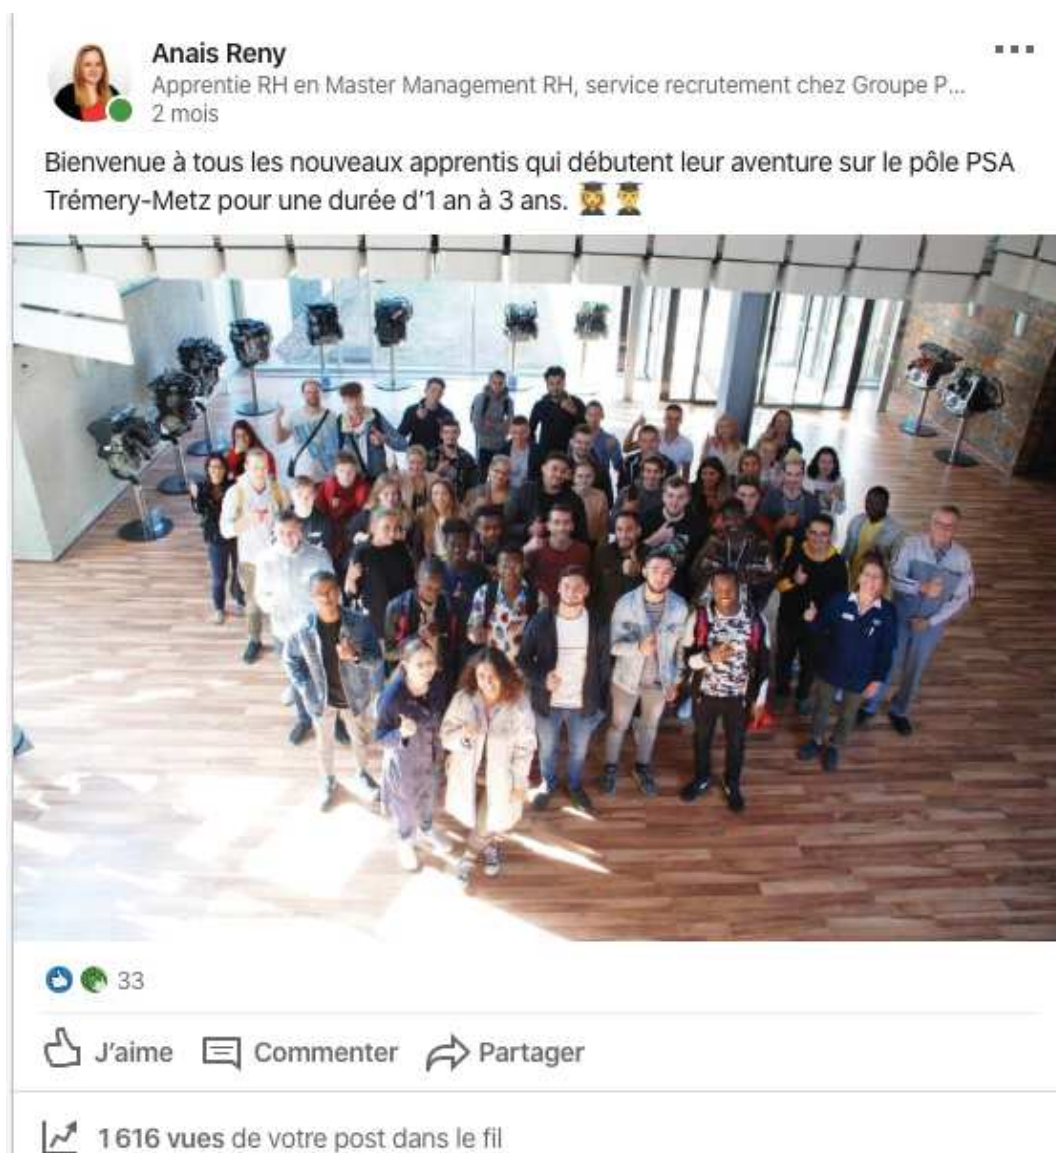 Anais Reny
Apprentie RH en Master Management RH, service recrutement chez Groupe P...
2 mois
Bienvenue à tous les nouveaux apprentis qui débutent leur aventure sur le pôle PSA
Trémery-Metz pour une durée d'1 an à 3 ans. 👩‍🎓👨‍🎓
33
J'aime Commenter Partager
1 616 vues de votre post dans le fil